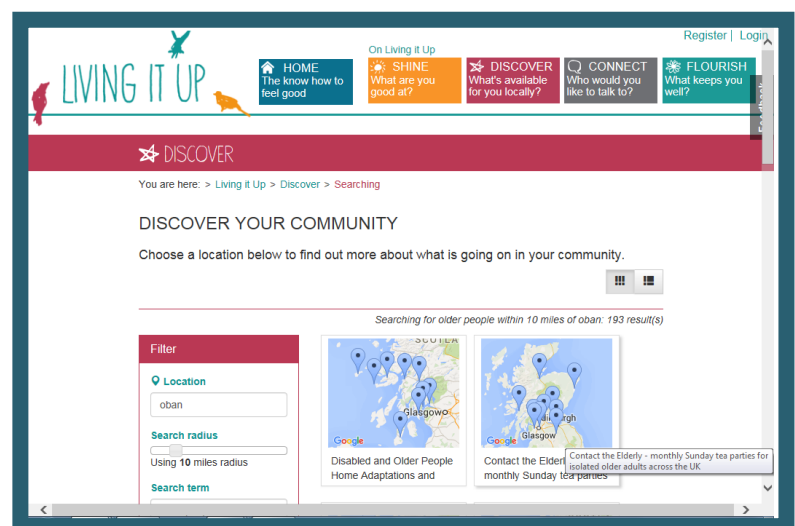 Register | Login
LIVING IT UP
On Living it Up
HOME
The know how to
feel good
SHINE
What are you
good at?
DISCOVER
What's available
for you locally?
CONNECT
Who would you
like to talk to?
FLOURISH
What keeps you
well?
DISCOVER
You are here: > Living it Up > Discover > Searching
DISCOVER YOUR COMMUNITY
Choose a location below to find out more about what is going on in your community.
Searching for older people within 10 miles of oban: 193 result(s)
Filter
Location
oban
Search radius
Using 10 miles radius
Search term
Glasgow
Google
Disabled and Older People
Home Adaptations and
Glasgow
Google
Contact the Elderl
monthly Sunday tea parties
Contact the Elderly - monthly Sunday tea parties for
isolated older adults across the UK